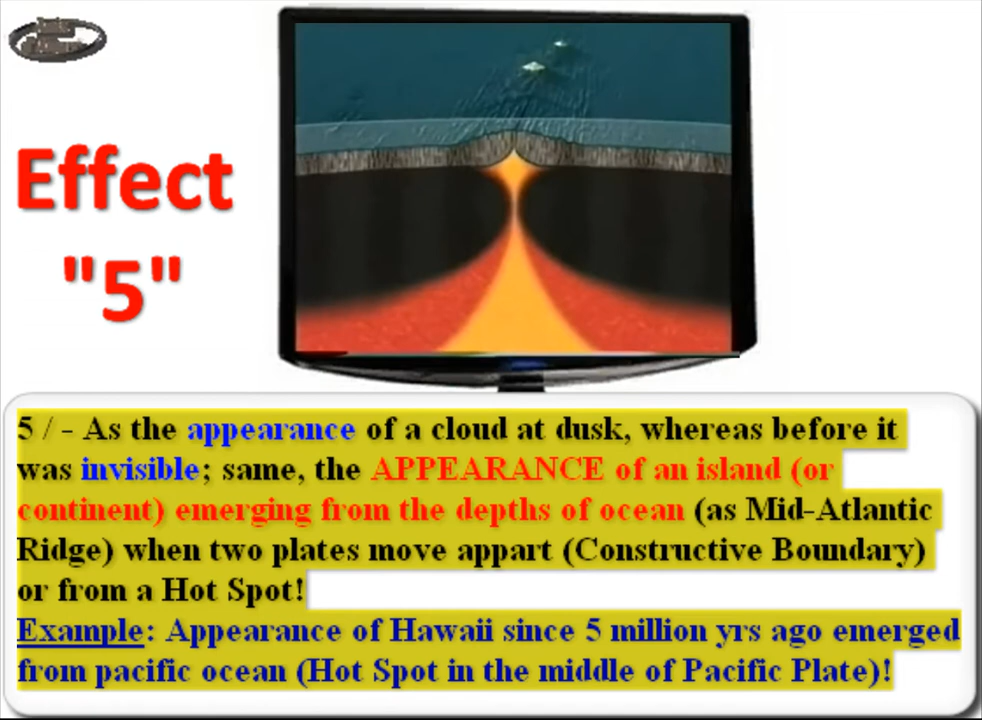 Effect
"5"
5 / - As the appearance of a cloud at dusk, whereas before it
was invisible; same, the APPEARANCE of an island (or
continent) emerging from the depths of ocean (as Mid-Atlantic
Ridge) when two plates move appart (Constructive Boundary)
or from a Hot Spot!
Example: Appearance of Hawaii since 5 million yrs ago emerged
from pacific ocean (Hot Spot in the middle of Pacific Plate)!